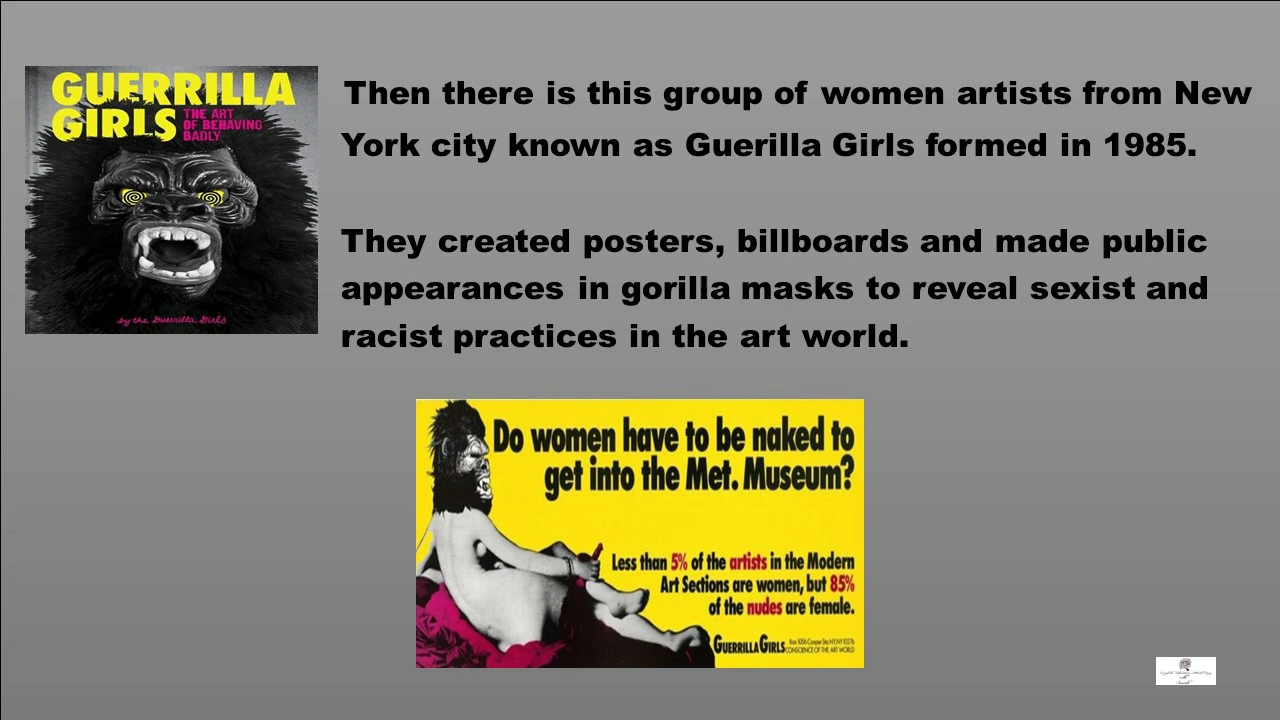 GUERRILLA
GIRLS
THE ART
OF BEHAVING
BADLY
by the Guerrilla Girls
Then there is this group of women artists from New
York city known as Guerilla Girls formed in 1985.
They created posters, billboards and made public
appearances in gorilla masks to reveal sexist and
racist practices in the art world.
Do women have to be naked to
get into the Met. Museum?
Less than 5% of the artists in the Modern
Art Sections are women, but 85%
of the nudes are female.
GUERRILLA GIRLS
CONSCIENCE OF THE ART WORLD